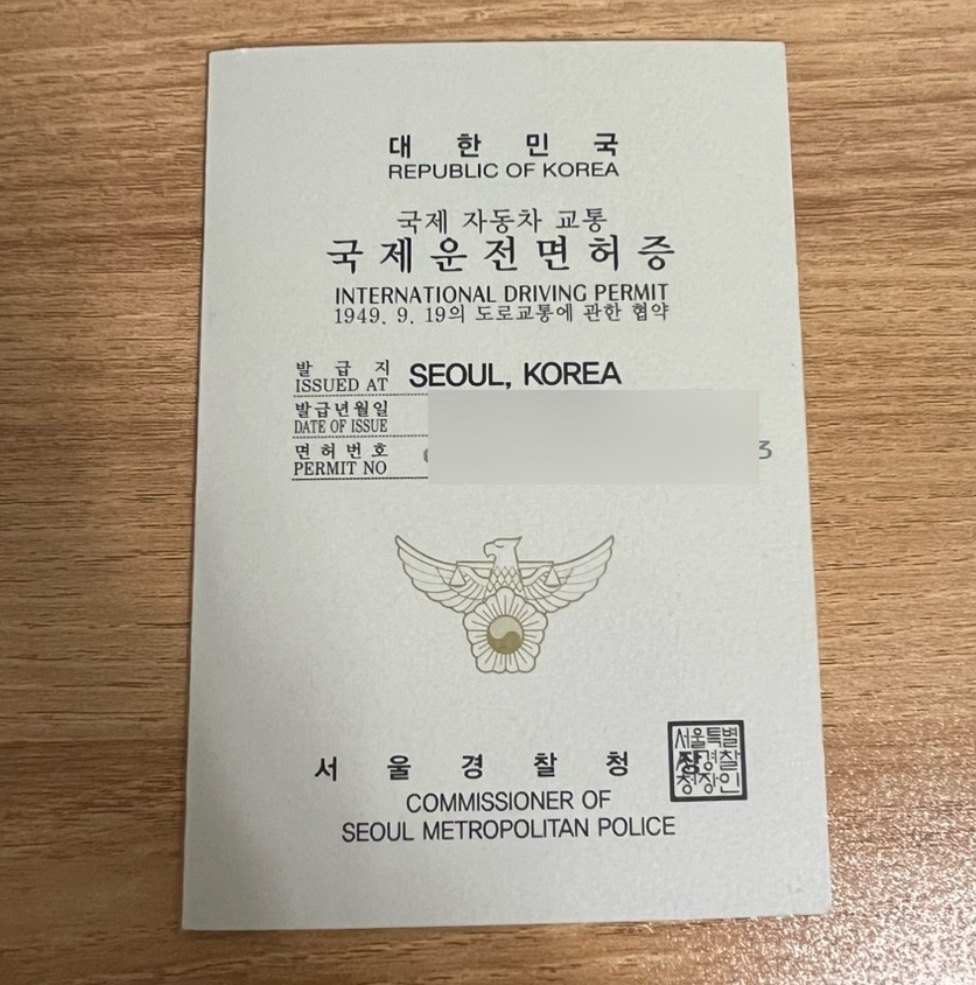 대 한 민 국
REPUBLIC OF KOREA
국제 자동차 교통
국제운전면허증
INTERNATIONAL DRIVING PERMIT
1949. 9. 19의 도로교통에 관한 협약
발 급 지
ISSUED AT SEOUL, KOREA
발급년월일
DATE OF ISSUE
면 허 번 호
PERMIT NO 3
서 울 경 찰 청 장
COMMISSIONER OF
SEOUL METROPOLITAN POLICE
서울특별
시경찰
청장인